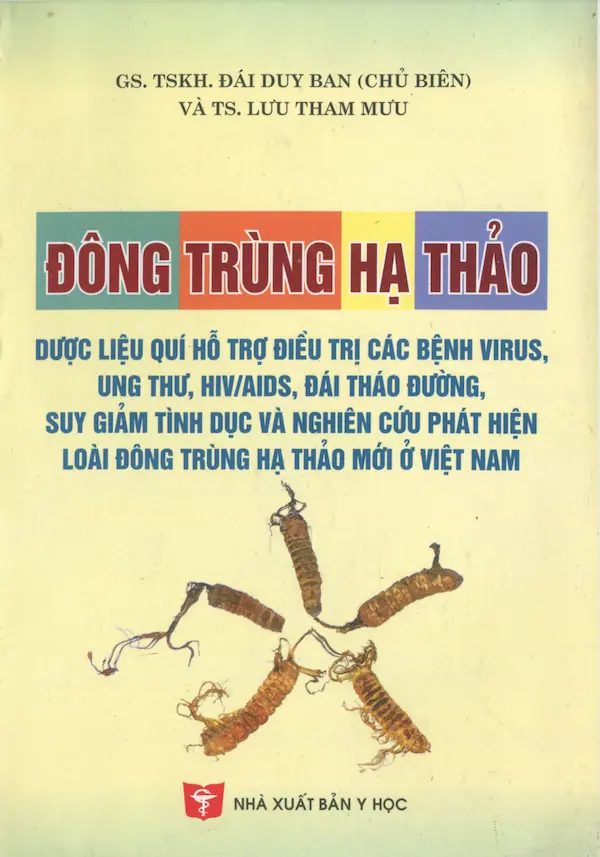 GS. TSKH. ĐÁI DUY BAN (CHỦ BIÊN)
VÀ TS. LƯU THAM MƯU
ĐÔNG TRÙNG HẠ THẢO
DƯỢC LIỆU QUÍ HỖ TRỢ ĐIỀU TRỊ CÁC BỆNH VIRUS,
UNG THƯ, HIV/AIDS, ĐÁI THÁO ĐƯỜNG,
SUY GIẢM TÌNH DỤC VÀ NGHIÊN CỨU PHÁT HIỆN
LOÀI ĐÔNG TRÙNG HẠ THẢO MỚI Ở VIỆT NAM
NHÀ XUẤT BẢN Y HỌC